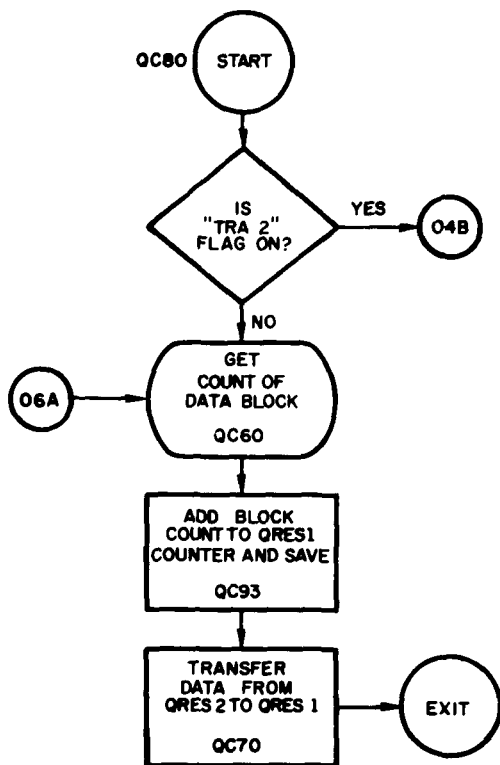 QC80
START
IS
"TRA 2"
FLAG ON?
YES
04B
NO
GET
COUNT OF
DATA BLOCK
QC60
06A
ADD BLOCK
COUNT TO QRES1
COUNTER AND SAVE
QC93
TRANSFER
DATA FROM
QRES 2 TO QRES 1
QC70
EXIT